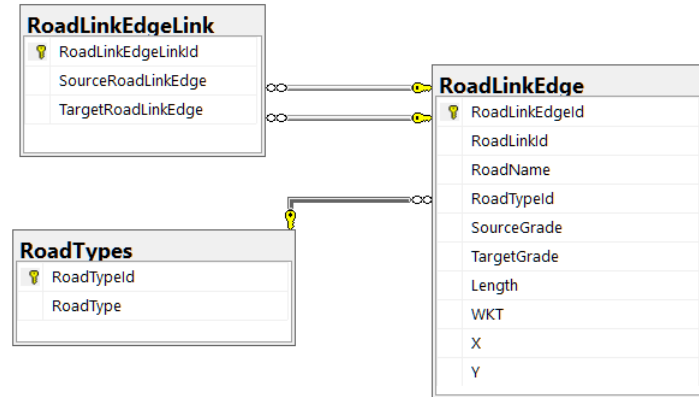 RoadLinkEdgeLink
RoadLinkEdgeLinkId
SourceRoadLinkEdge
TargetRoadLinkEdge
RoadLinkEdge
RoadLinkEdgeId
RoadLinkId
RoadName
RoadTypeId
SourceGrade
TargetGrade
Length
WKT
X
Y
RoadTypes
RoadTypeId
RoadType